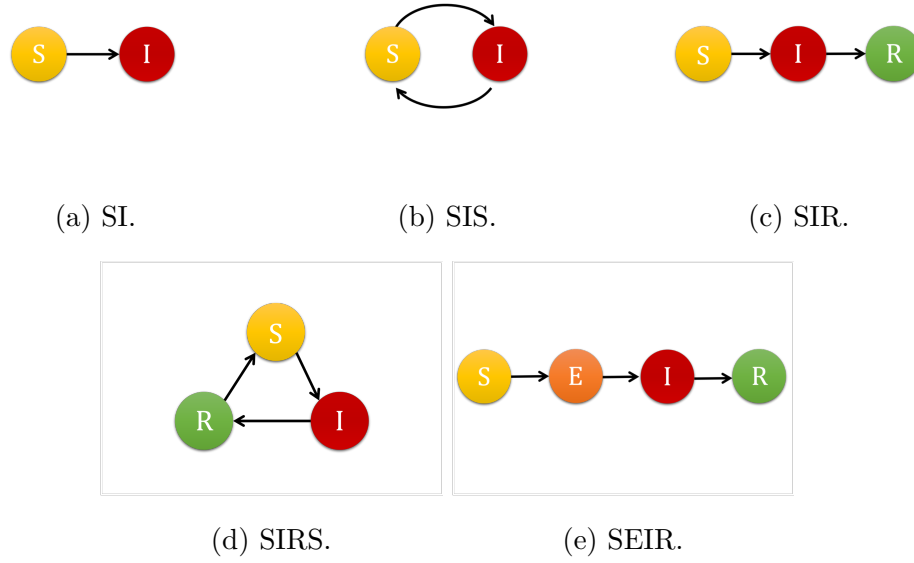 S I
S I
S I R
(a) SI.
(b) SIS.
(c) SIR.
S
R I
S E I R
(d) SIRS.
(e) SEIR.